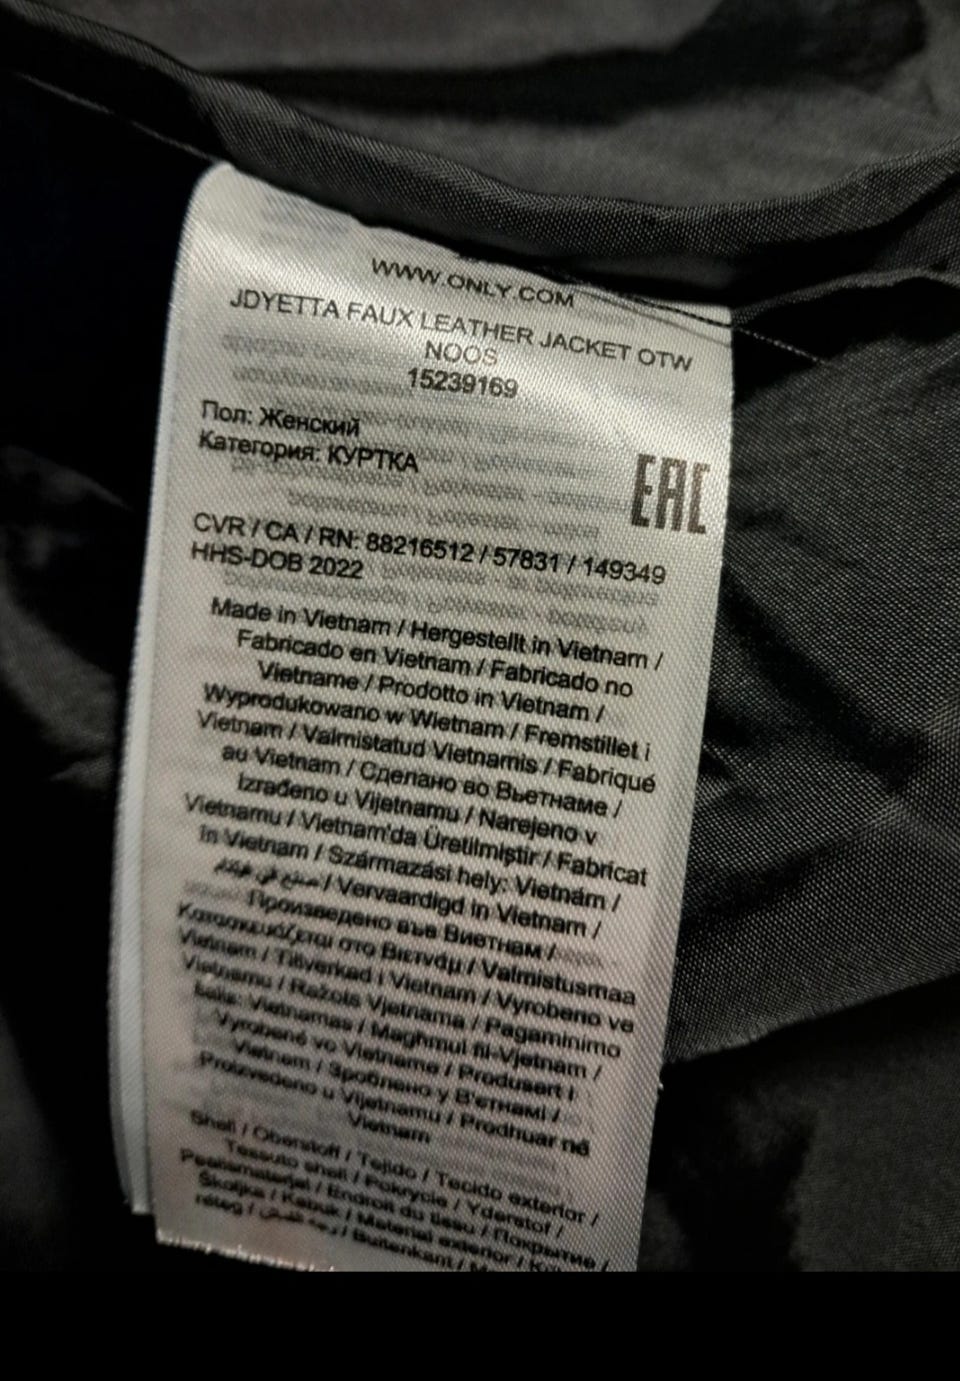 WWW.ONLY.COM
JDYETTA FAUX LEATHER JACKET OTW
NOOS
15239169
Пол: Женский
Категория: КУРТКА
EAC
CVR / CA / RN: 88216512 / 57831 / 149349
HHS-DOB 2022
Made in Vietnam / Hergestellt in Vietnam /
Fabricado en Vietnam / Fabricado no
Vietname / Prodotto in Vietnam /
Wyprodukowano w Wietnam / Fremstillet i
Vietnam / Valmistatud Vietnamis / Fabriqué
au Vietnam / Сделано во Вьетнаме /
Izrađeno u Vijetnamu / Narejeno v
Vietnamu / Vietnam'da Üretilmiştir / Fabricat
în Vietnam / Származási hely: Vietnám /
صنع في فيتنام / Vervaardigd in Vietnam /
Произведено във Виетнам /
Κατασκευάζεται στο Βιετνάμ / Valmistusmaa
Vietnam / Tillverkad i Vietnam / Vyrobeno ve
Vietnamu / Ražots Vjetnama / Pagaminimo
šalis: Vietnamas / Magħmul fil-Vjetnam /
Vyrobené vo Vietname / Produsert i
Vietnam / Зроблено у В'єтнамі /
Proizvedeno u Vijetnamu / Prodhuar në
Vietnam
Shell / Oberstoff / Tejido / Tecido exterior /
Tessuto shell / Pokrycie / Yderstof /
Pealismaterjal / Endroit du tissu / Покрытие /
Školjka / Kabuk / Material exterior /
réteg / / Buitenkant /